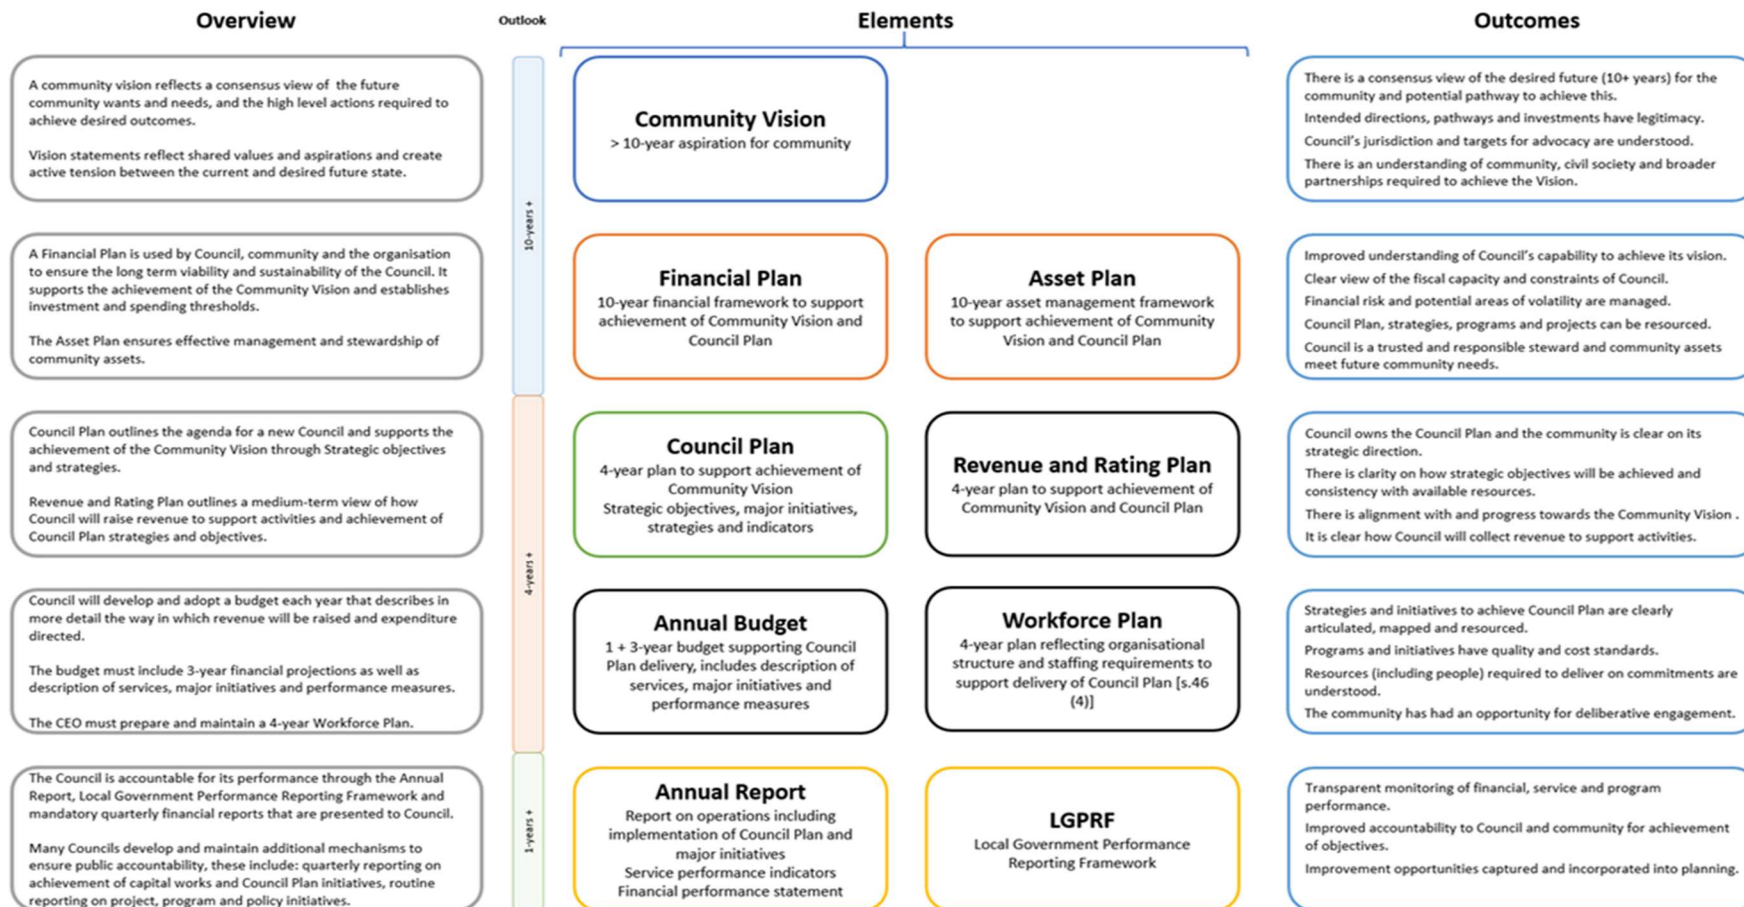 Overview
Outlook
Elements
Outcomes
A community vision reflects a consensus view of the future
community wants and needs, and the high level actions required to
achieve desired outcomes.
Vision statements reflect shared values and aspirations and create
active tension between the current and desired future state.
10-years +
Community Vision
> 10-year aspiration for community
There is a consensus view of the desired future (10+ years) for the
community and potential pathway to achieve this.
Intended directions, pathways and investments have legitimacy.
Council's jurisdiction and targets for advocacy are understood.
There is an understanding of community, civil society and broader
partnerships required to achieve the Vision.
A Financial Plan is used by Council, community and the organisation
to ensure the long term viability and sustainability of the Council. It
supports the achievement of the Community Vision and establishes
investment and spending thresholds.
The Asset Plan ensures effective management and stewardship of
community assets.
Financial Plan
10-year financial framework to support
achievement of Community Vision and
Council Plan
Asset Plan
10-year asset management framework
to support achievement of Community
Vision and Council Plan
Improved understanding of Council's capability to achieve its vision.
Clear view of the fiscal capacity and constraints of Council.
Financial risk and potential areas of volatility are managed.
Council Plan, strategies, programs and projects can be resourced.
Council is a trusted and responsible steward and community assets
meet future community needs.
Council Plan outlines the agenda for a new Council and supports the
achievement of the Community Vision through Strategic objectives
and strategies.
Revenue and Rating Plan outlines a medium-term view of how
Council will raise revenue to support activities and achievement of
Council Plan strategies and objectives.
4-years +
Council Plan
4-year plan to support achievement of
Community Vision
Strategic objectives, major initiatives,
strategies and indicators
Revenue and Rating Plan
4-year plan to support achievement of
Community Vision and Council Plan
Council owns the Council Plan and the community is clear on its
strategic direction.
There is clarity on how strategic objectives will be achieved and
consistency with available resources.
There is alignment with and progress towards the Community Vision .
It is clear how Council will collect revenue to support activities.
Council will develop and adopt a budget each year that describes in
more detail the way in which revenue will be raised and expenditure
directed.
The budget must include 3-year financial projections as well as
description of services, major initiatives and performance measures.
The CEO must prepare and maintain a 4-year Workforce Plan.
Annual Budget
1 + 3-year budget supporting Council
Plan delivery, includes description of
services, major initiatives and
performance measures
Workforce Plan
4-year plan reflecting organisational
structure and staffing requirements to
support delivery of Council Plan [s.46
(4)]
Strategies and initiatives to achieve Council Plan are clearly
articulated, mapped and resourced.
Programs and initiatives have quality and cost standards.
Resources (including people) required to deliver on commitments are
understood.
The community has had an opportunity for deliberative engagement.
The Council is accountable for its performance through the Annual
Report, Local Government Performance Reporting Framework and
mandatory quarterly financial reports that are presented to Council.
Many Councils develop and maintain additional mechanisms to
ensure public accountability, these include: quarterly reporting on
achievement of capital works and Council Plan initiatives, routine
reporting on project, program and policy initiatives.
1-years +
Annual Report
Report on operations including
implementation of Council Plan and
major initiatives
Service performance indicators
Financial performance statement
LGPRF
Local Government Performance
Reporting Framework
Transparent monitoring of financial, service and program
performance.
Improved accountability to Council and community for achievement
of objectives.
Improvement opportunities captured and incorporated into planning.